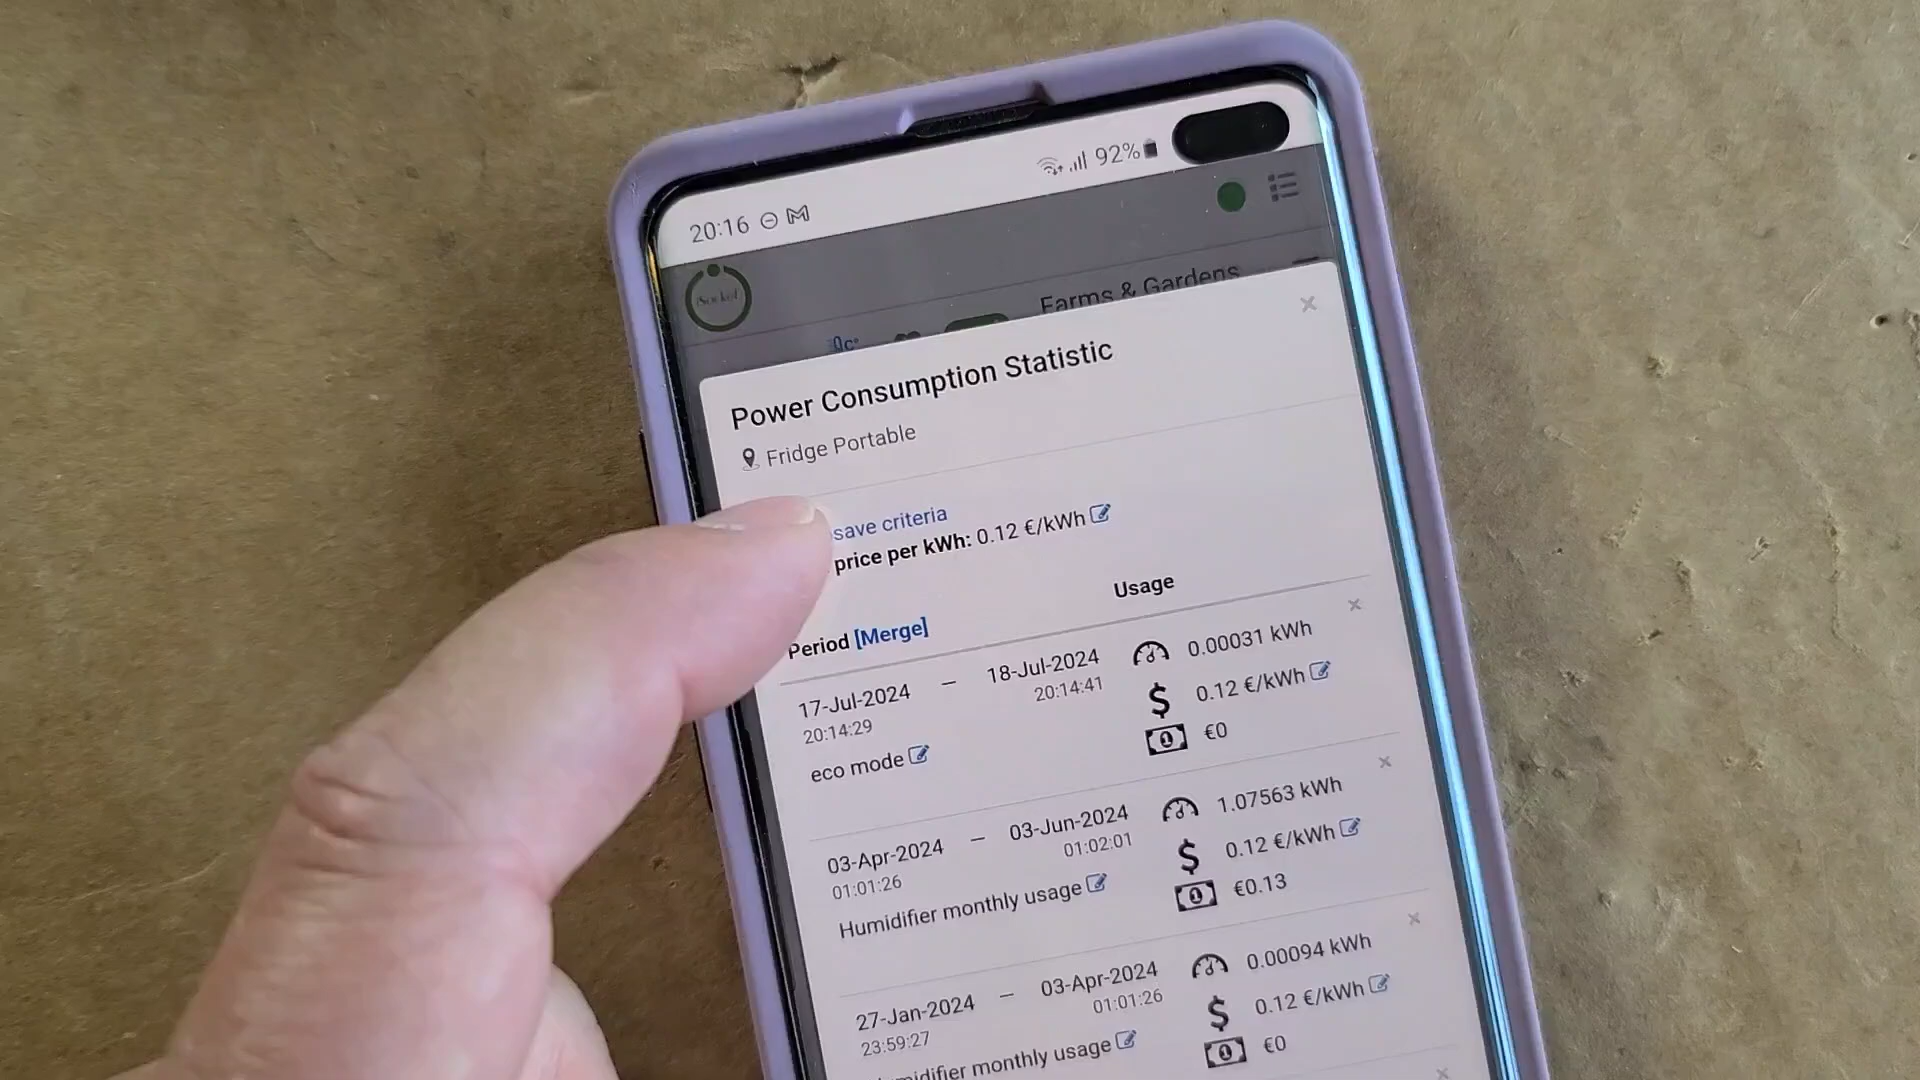 20:16 92%
iSocket
Farms & Gardens
C°
Power Consumption Statistic
Fridge Portable
save criteria
price per kWh: 0.12 €/kWh
Period [Merge] Usage
17-Jul-2024 – 18-Jul-2024 0.00031 kWh
20:14:29 20:14:41 0.12 €/kWh
eco mode €0
03-Apr-2024 – 03-Jun-2024 1.07563 kWh
01:01:26 01:02:01 0.12 €/kWh
Humidifier monthly usage €0.13
27-Jan-2024 – 03-Apr-2024 0.00094 kWh
23:59:27 01:01:26 0.12 €/kWh
monthly usage €0